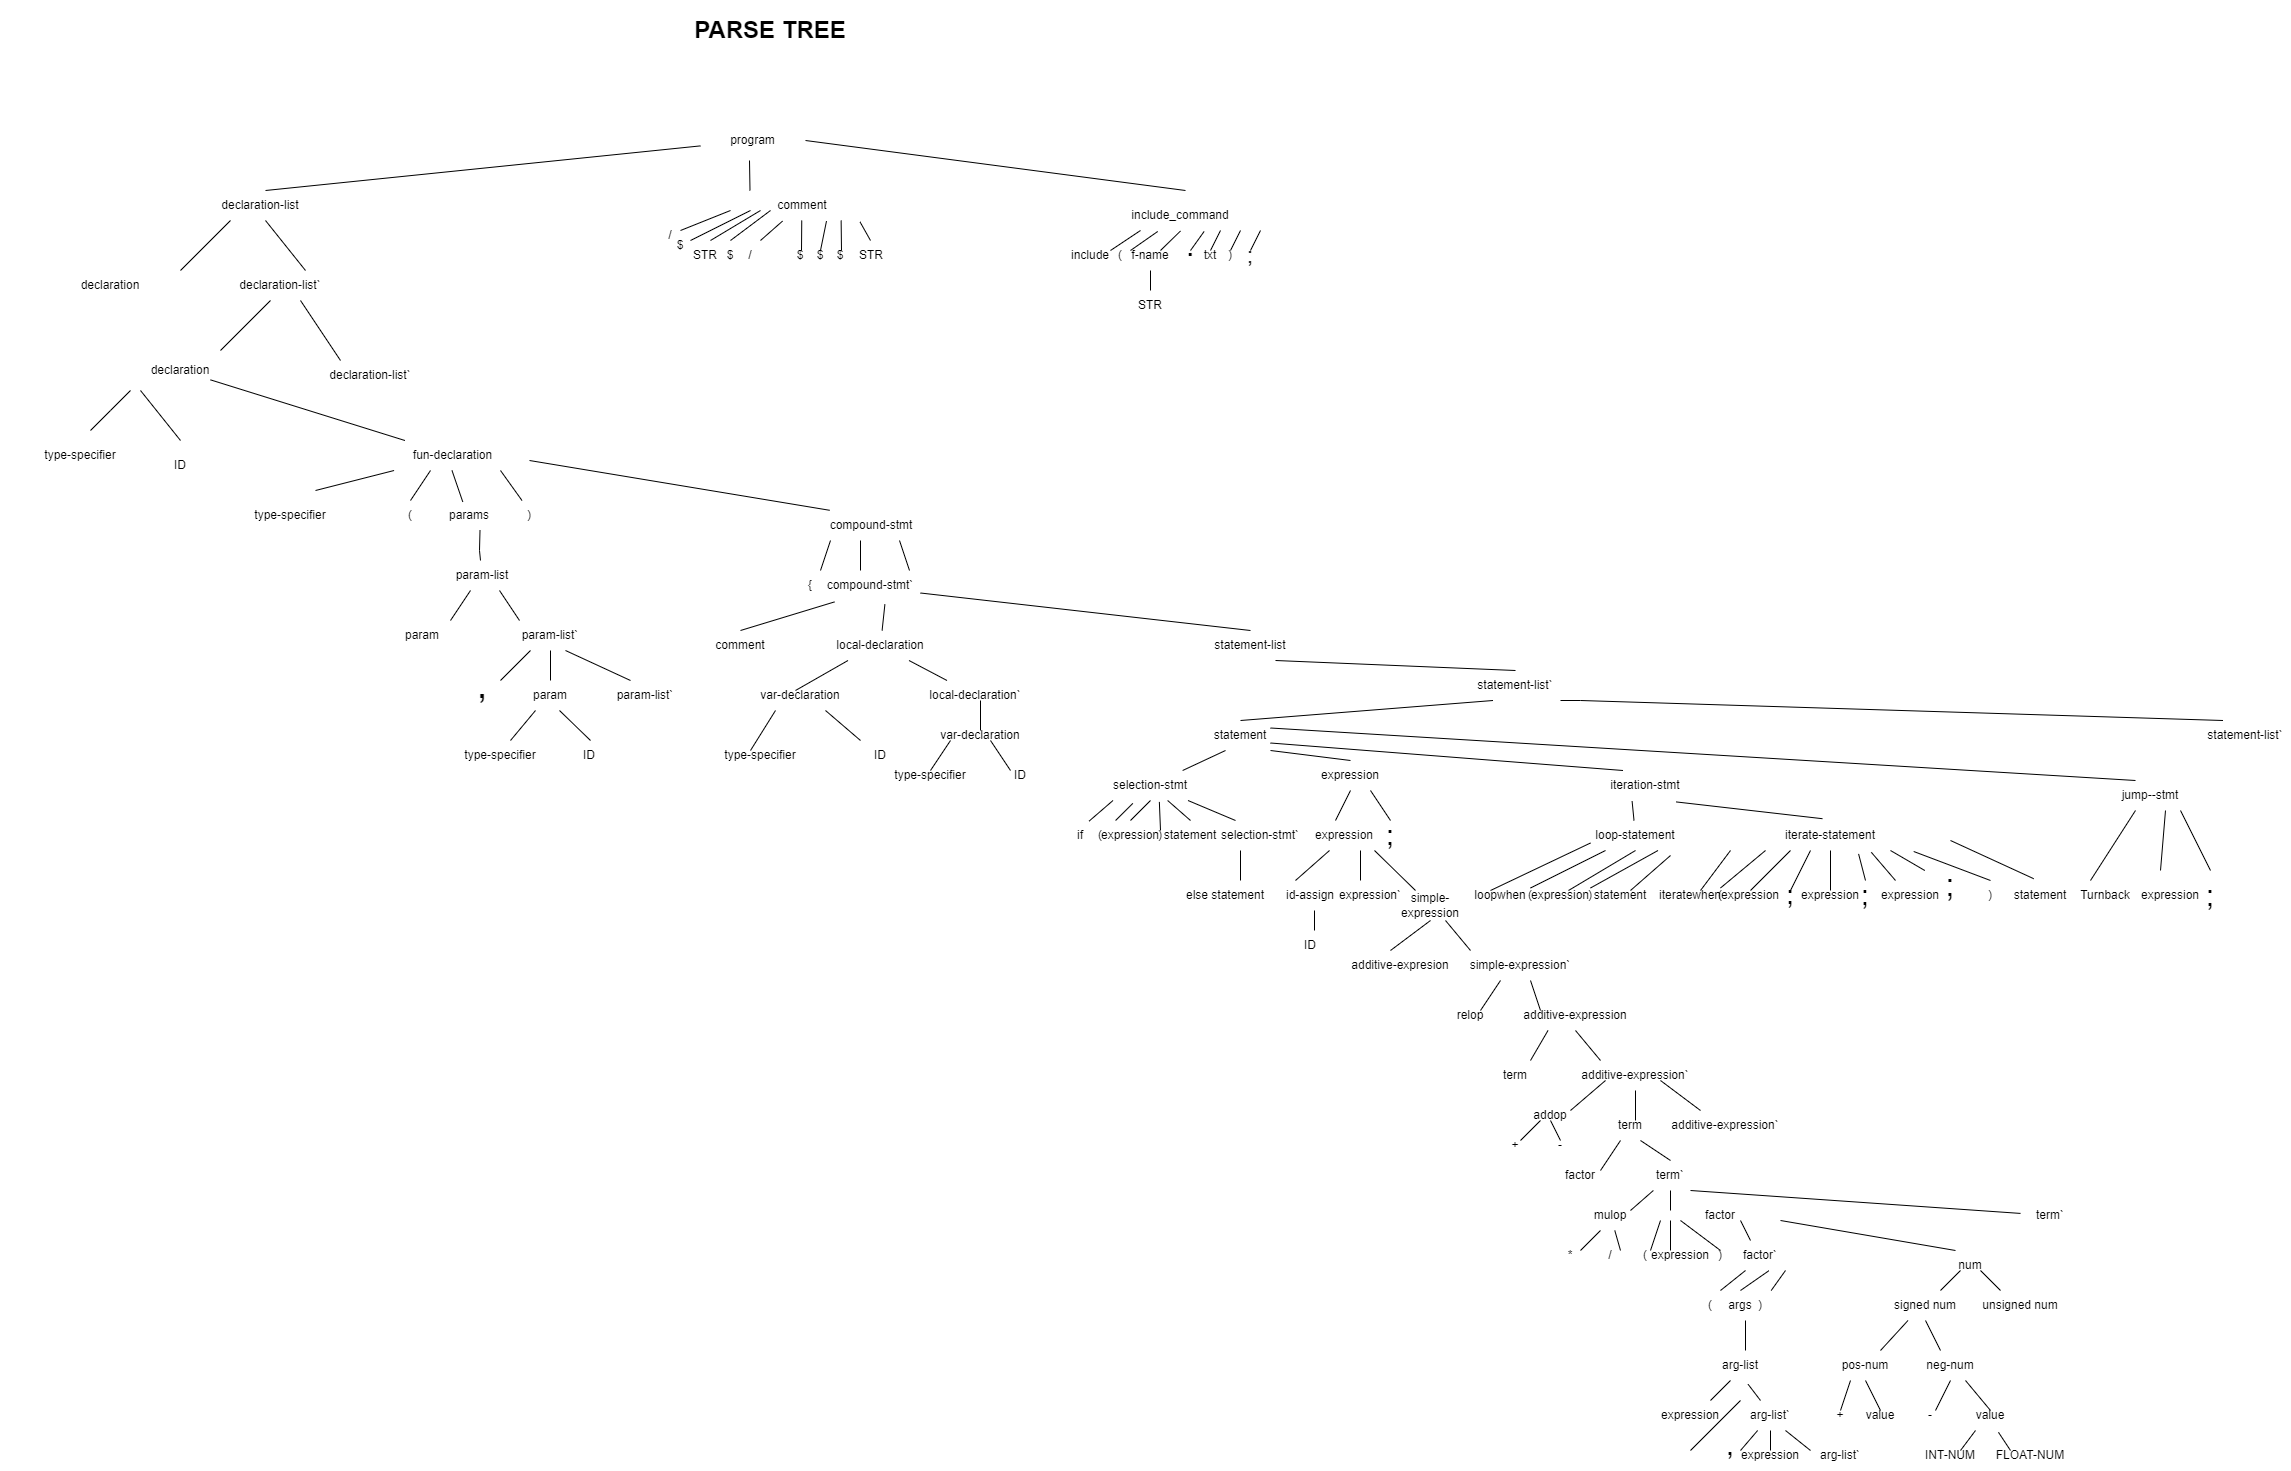 PARSE TREE
program
declaration-list comment include_command
/ $ STR $ / $ $ $ STR include ( f-name . txt ) ;
declaration declaration-list` STR
declaration declaration-list`
type-specifier ID fun-declaration
type-specifier ( params ) compound-stmt
param-list { compound-stmt`
param param-list` comment local-declaration statement-list
statement-list`
, param param-list` var-declaration local-declaration`
var-declaration statement statement-list`
type-specifier ID type-specifier ID type-specifier ID expression
selection-stmt iteration-stmt jump--stmt
if (expression) statement selection-stmt` expression ; loop-statement iterate-statement
else statement id-assign expression` simple- loopwhen (expression) statement iteratewhen(expression ; expression ; expression ; ) statement Turnback expression ;
expression
ID
additive-expresion simple-expression`
relop additive-expression
term additive-expression`
addop term additive-expression`
+ -
factor term`
mulop factor term`
* / ( expression ) factor` num
( args ) signed num unsigned num
arg-list pos-num neg-num
expression arg-list` + value - value
, expression arg-list` INT-NUM FLOAT-NUM